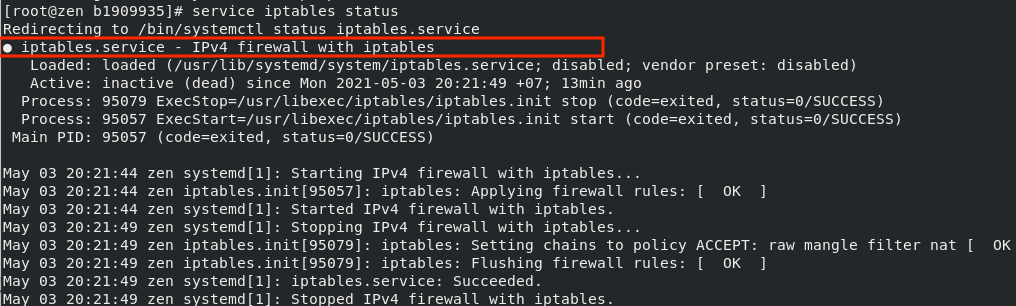 [root@zen b1909935]# service iptables status
Redirecting to /bin/systemctl status iptables.service
● iptables.service - IPv4 firewall with iptables
   Loaded: loaded (/usr/lib/systemd/system/iptables.service; disabled; vendor preset: disabled)
   Active: inactive (dead) since Mon 2021-05-03 20:21:49 +07; 13min ago
  Process: 95079 ExecStop=/usr/libexec/iptables/iptables.init stop (code=exited, status=0/SUCCESS)
  Process: 95057 ExecStart=/usr/libexec/iptables/iptables.init start (code=exited, status=0/SUCCESS)
 Main PID: 95057 (code=exited, status=0/SUCCESS)

May 03 20:21:44 zen systemd[1]: Starting IPv4 firewall with iptables...
May 03 20:21:44 zen iptables.init[95057]: iptables: Applying firewall rules: [  OK  ]
May 03 20:21:44 zen systemd[1]: Started IPv4 firewall with iptables.
May 03 20:21:49 zen systemd[1]: Stopping IPv4 firewall with iptables...
May 03 20:21:49 zen iptables.init[95079]: iptables: Setting chains to policy ACCEPT: raw mangle filter nat [  OK
May 03 20:21:49 zen iptables.init[95079]: iptables: Flushing firewall rules: [  OK  ]
May 03 20:21:49 zen systemd[1]: iptables.service: Succeeded.
May 03 20:21:49 zen systemd[1]: Stopped IPv4 firewall with iptables.